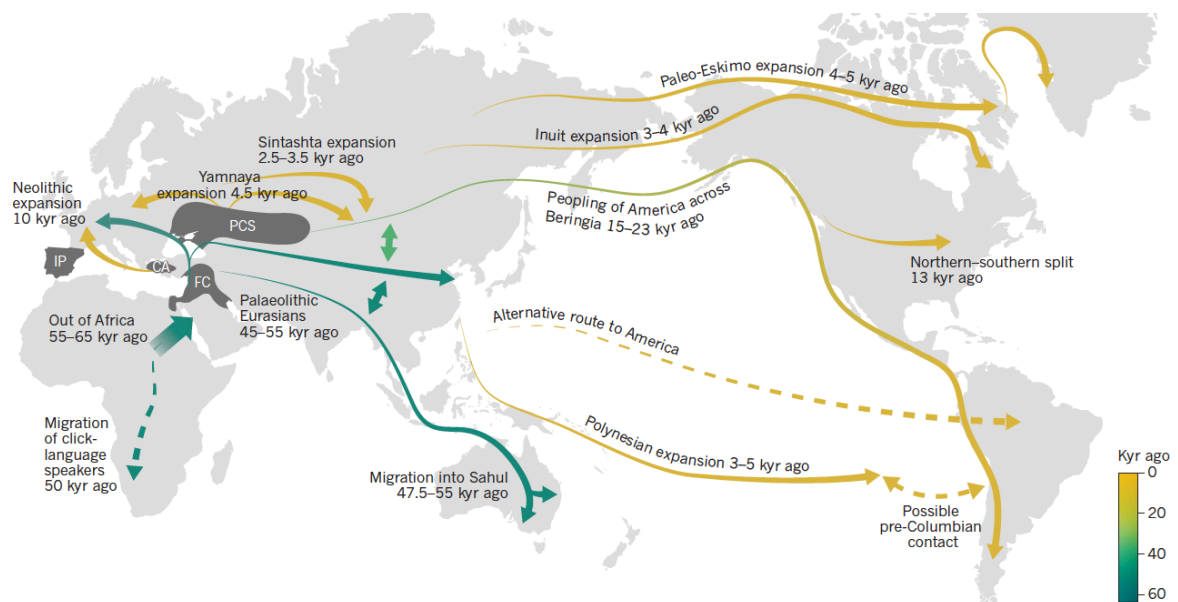 Paleo-Eskimo expansion 4–5 kyr ago
Inuit expansion 3–4 kyr ago
Sintashta expansion
2.5–3.5 kyr ago
Yamnaya
expansion 4.5 kyr ago
Neolithic
expansion
10 kyr ago
PCS
IP
CA
FC
Peopling of America across
Beringia 15–23 kyr ago
Northern–southern split
13 kyr ago
Palaeolithic
Eurasians
45–55 kyr ago
Out of Africa
55–65 kyr ago
Alternative route to America
Migration
of click-
language
speakers
50 kyr ago
Polynesian expansion 3–5 kyr ago
Migration into Sahul
47.5–55 kyr ago
Possible
pre-Columbian
contact
Kyr ago
0
20
40
60